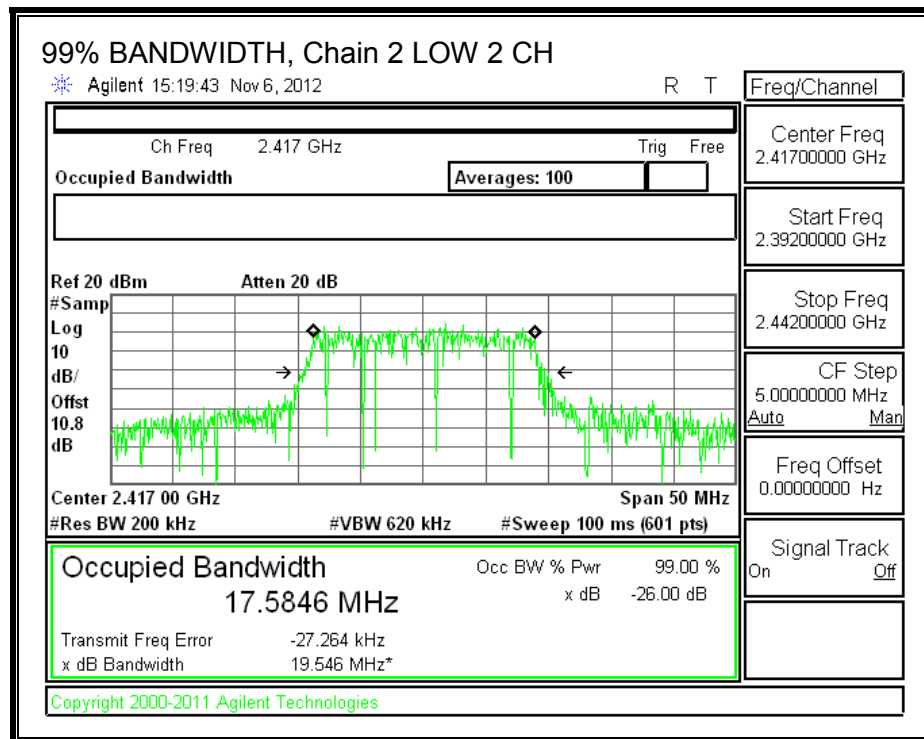 99% BANDWIDTH, Chain 2 LOW 2 CH
Agilent 15:19:43 Nov 6, 2012 R T
Freq/Channel
Ch Freq 2.417 GHz Trig Free
Occupied Bandwidth Averages: 100
Center Freq
2.41700000 GHz
Start Freq
2.39200000 GHz
Stop Freq
2.44200000 GHz
CF Step
5.00000000 MHz
Auto Man
Freq Offset
0.00000000 Hz
Signal Track
On Off
Ref 20 dBm Atten 20 dB
#Samp
Log
10
dB/
Offst
10.8
dB
Center 2.417 00 GHz Span 50 MHz
#Res BW 200 kHz #VBW 620 kHz #Sweep 100 ms (601 pts)
Occupied Bandwidth Occ BW % Pwr 99.00 %
17.5846 MHz x dB -26.00 dB
Transmit Freq Error -27.264 kHz
x dB Bandwidth 19.546 MHz*
Copyright 2000-2011 Agilent Technologies